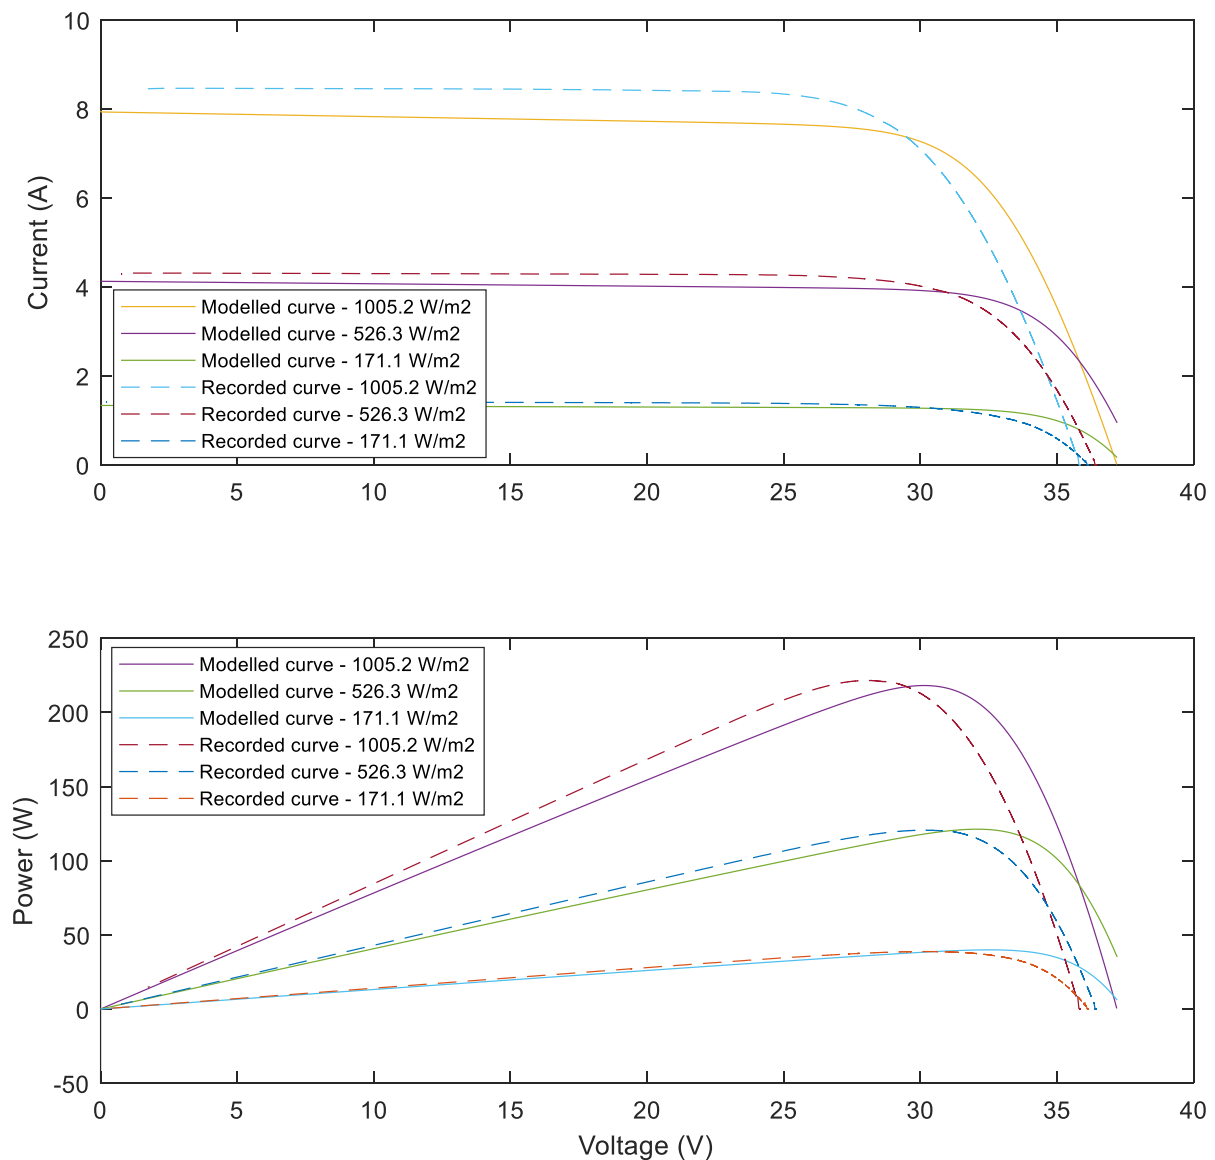 10
8
6
4
2
0
Current (A)
Modelled curve - 1005.2 W/m2
Modelled curve - 526.3 W/m2
Modelled curve - 171.1 W/m2
Recorded curve - 1005.2 W/m2
Recorded curve - 526.3 W/m2
Recorded curve - 171.1 W/m2
0 5 10 15 20 25 30 35 40
250
200
150
100
50
0
-50
Power (W)
Modelled curve - 1005.2 W/m2
Modelled curve - 526.3 W/m2
Modelled curve - 171.1 W/m2
Recorded curve - 1005.2 W/m2
Recorded curve - 526.3 W/m2
Recorded curve - 171.1 W/m2
0 5 10 15 20 25 30 35 40
Voltage (V)